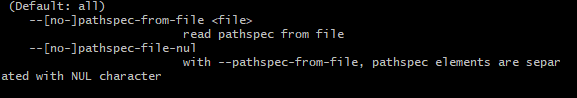 (Default: all)
--[no-]pathspec-from-file <file>
read pathspec from file
--[no-]pathspec-file-nul
with --pathspec-from-file, pathspec elements are separ
ated with NUL character